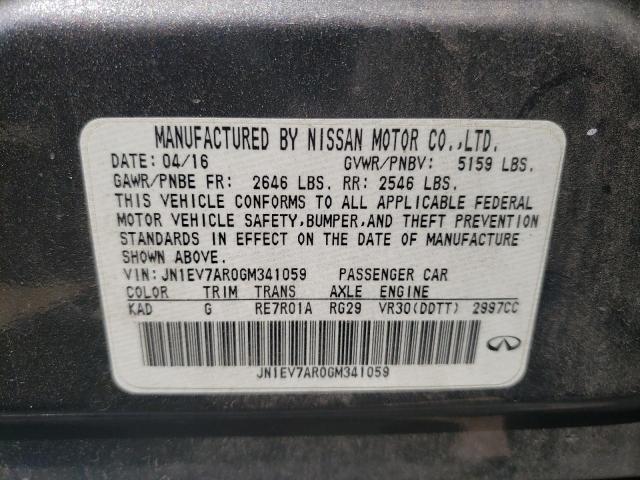 MANUFACTURED BY NISSAN MOTOR CO.,LTD.
DATE: 04/16 GVWR/PNBV: 5159 LBS.
GAWR/PNBE FR: 2646 LBS. RR: 2546 LBS.
THIS VEHICLE CONFORMS TO ALL APPLICABLE FEDERAL
MOTOR VEHICLE SAFETY,BUMPER,AND THEFT PREVENTION
STANDARDS IN EFFECT ON THE DATE OF MANUFACTURE
SHOWN ABOVE.
VIN: JN1EV7AR0GM341059 PASSENGER CAR
COLOR TRIM TRANS AXLE ENGINE
KAD G RE7R01A RG29 VR30(DDTT) 2997CC
JN1EV7AR0GM341059